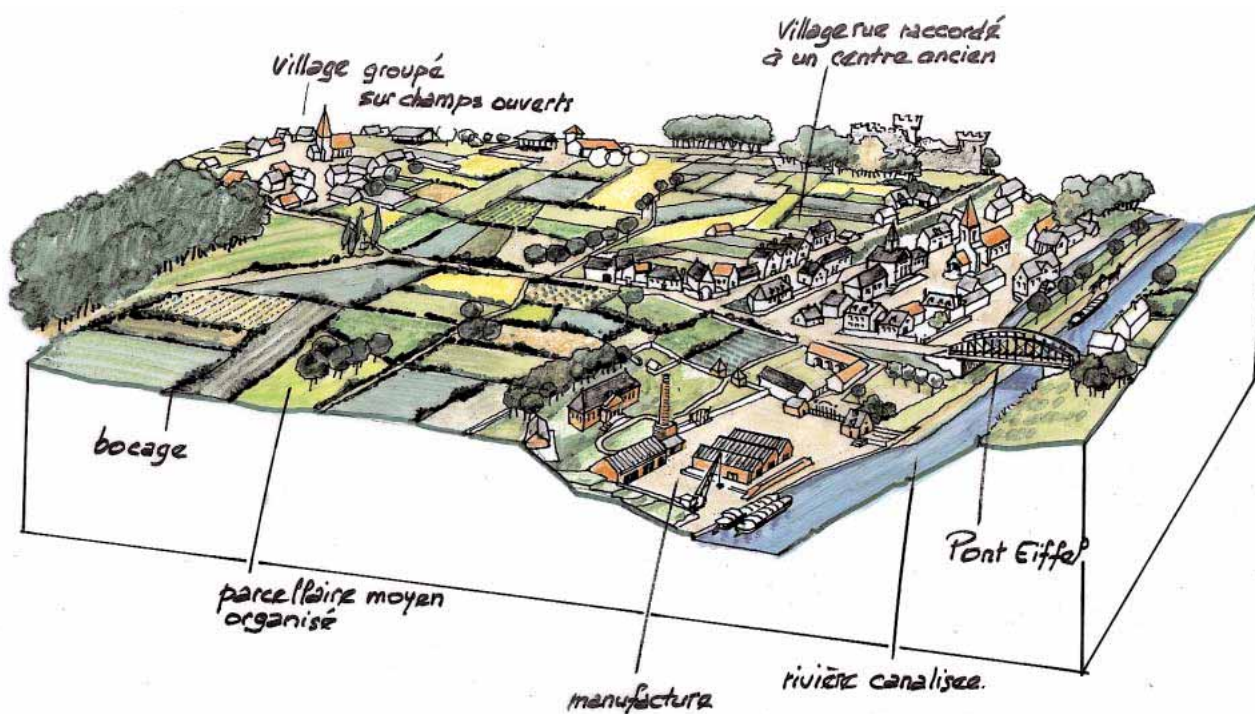 Village groupé
sur champs ouverts
Village rue raccordé
à un centre ancien
bocage
parcellaire moyen
organisé
manufacture
rivière canalisee.
Pont Eiffel